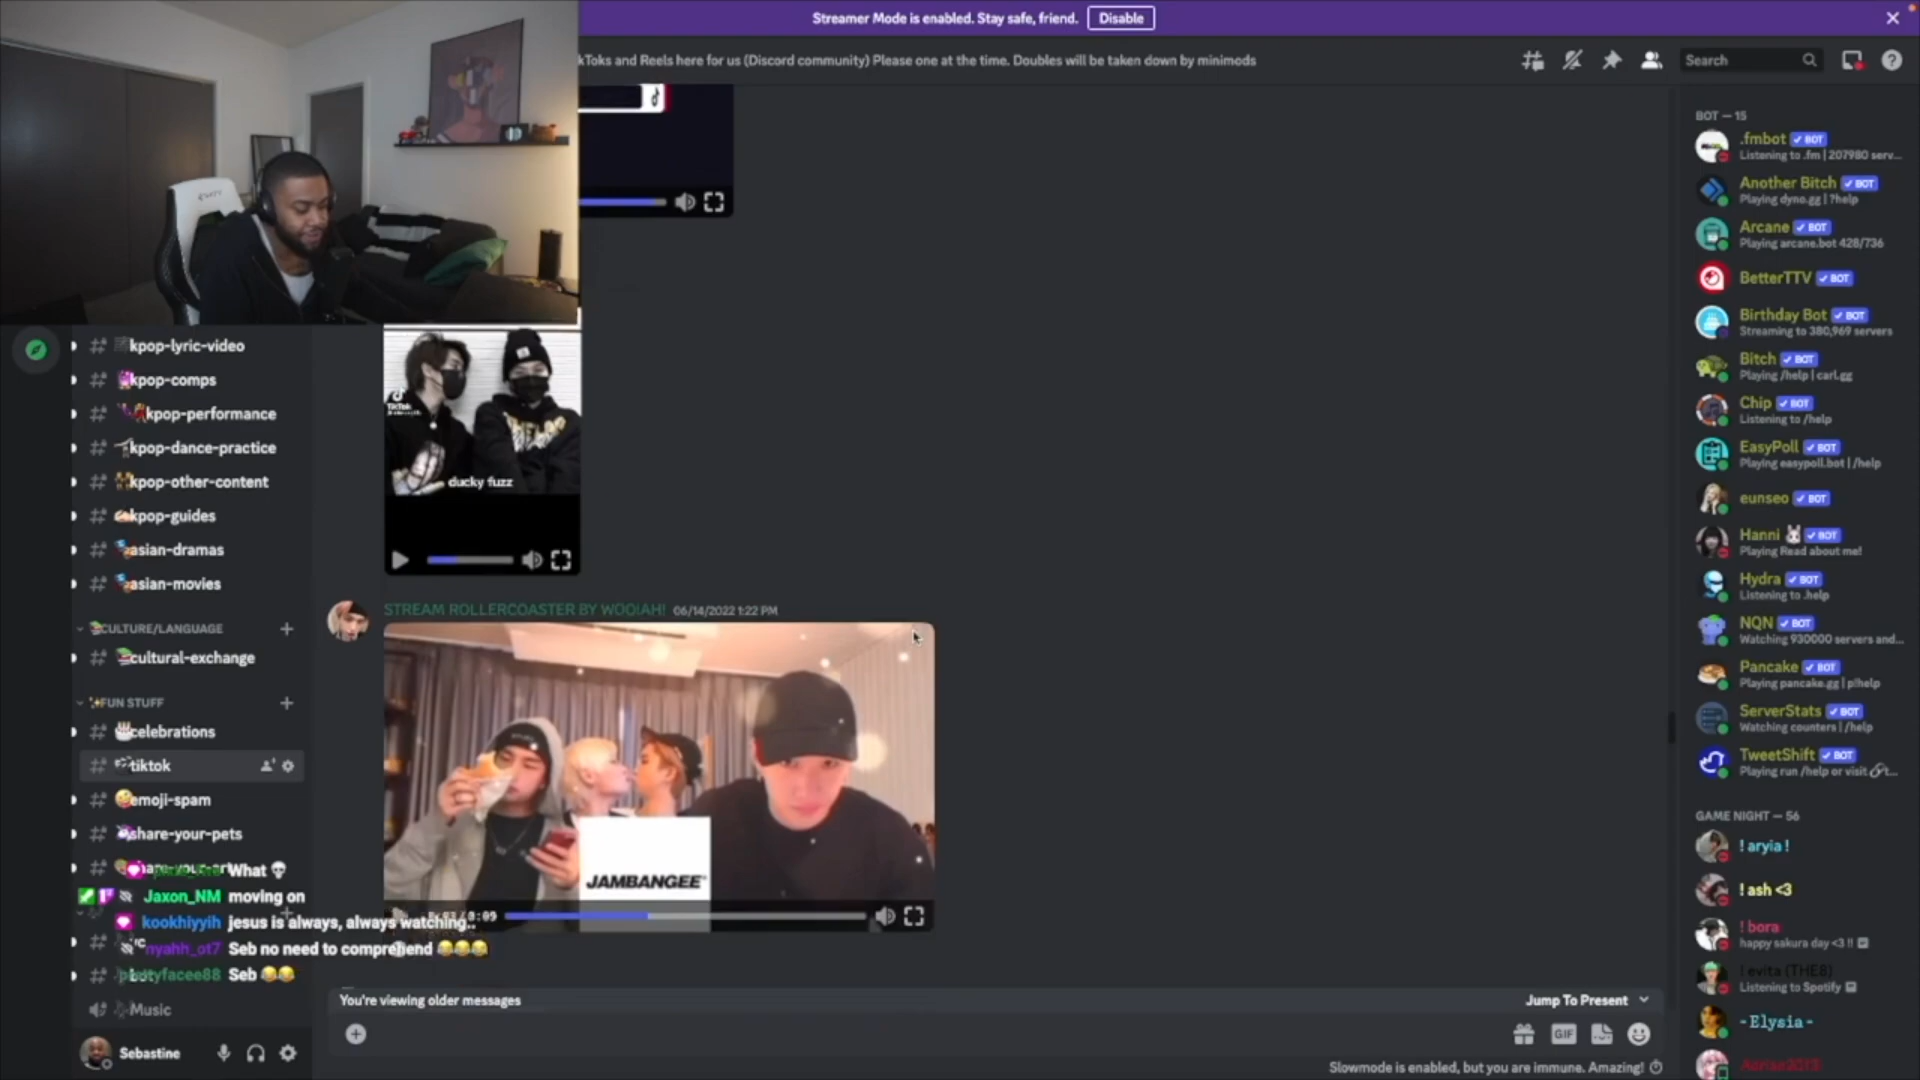 Streamer Mode is enabled. Stay safe, friend.
Disable
kToks and Reels here for us (Discord community) Please one at the time. Doubles will be taken down by minimods
Search
kpop-lyric-video
kpop-comps
kpop-performance
kpop-dance-practice
kpop-other-content
kpop-guides
asian-dramas
asian-movies
CULTURE/LANGUAGE
cultural-exchange
FUN STUFF
celebrations
tiktok
emoji-spam
share-your-pets
What 💀
Jaxon_NM moving on
kookhiyyih jesus is always, always watching..
nyahh_ot7 Seb no need to comprehend 😂😂😂
Seb 😂😂
Music
Sebastine
TikTok
ducky fuzz
STREAM ROLLERCOASTER BY WOOIAH! 06/14/2022 1:22 PM
JAMBANGEE
You're viewing older messages
Jump To Present
GIF
Slowmode is enabled, but you are immune. Amazing!
BOT — 15
.fmbot BOT
Listening to .fm | 207980 serv...
Another Bitch BOT
Playing dyno.gg | ?help
Arcane BOT
Playing arcane.bot 428/736
BetterTTV BOT
Birthday Bot BOT
Streaming to 380,969 servers
Bitch BOT
Playing /help | carl.gg
Chip BOT
Listening to /help
EasyPoll BOT
Playing easypoll.bot | /help
eunseo BOT
Hanni 🐰 BOT
Playing Read about me!
Hydra BOT
Listening to .help
NQN BOT
Watching 930000 servers and...
Pancake BOT
Playing pancake.gg | p!help
ServerStats BOT
Watching counters | /help
TweetShift BOT
Playing run /help or visit 🔗t...
GAME NIGHT — 56
! aryia !
! ash <3
! bora
happy sakura day <3 !!
! evita (THE8)
Listening to Spotify
-Elysia-